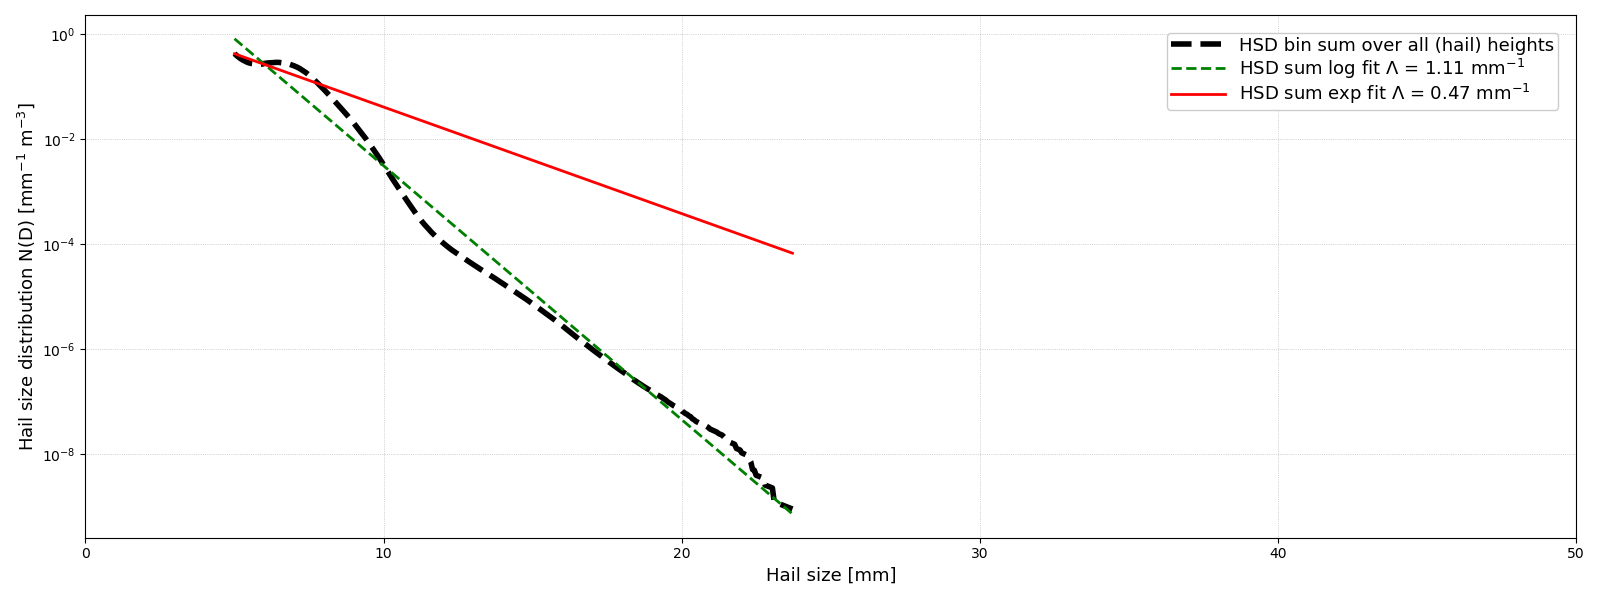 Hail size distribution N(D) [mm⁻¹ m⁻³]
10⁰
10⁻²
10⁻⁴
10⁻⁶
10⁻⁸
HSD bin sum over all (hail) heights
HSD sum log fit Λ = 1.11 mm⁻¹
HSD sum exp fit Λ = 0.47 mm⁻¹
0 10 20 30 40 50
Hail size [mm]